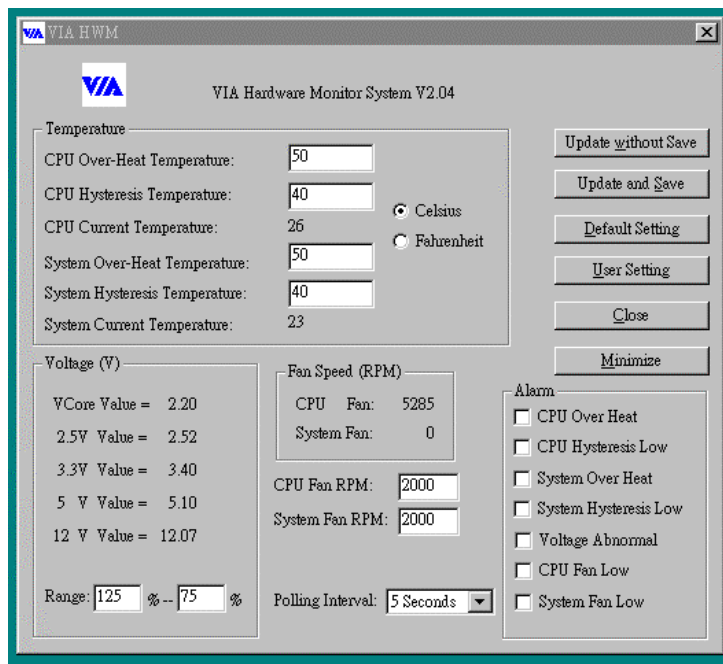 VIA HWM
VIA
VIA Hardware Monitor System V2.04
Temperature
CPU Over-Heat Temperature: 50
CPU Hysteresis Temperature: 40
CPU Current Temperature: 26
System Over-Heat Temperature: 50
System Hysteresis Temperature: 40
System Current Temperature: 23
Celsius
Fahrenheit
Update without Save
Update and Save
Default Setting
User Setting
Close
Minimize
Voltage (V)
VCore Value = 2.20
2.5V Value = 2.52
3.3V Value = 3.40
5 V Value = 5.10
12 V Value = 12.07
Range: 125 % -- 75 %
Fan Speed (RPM)
CPU Fan: 5285
System Fan: 0
CPU Fan RPM: 2000
System Fan RPM: 2000
Polling Interval: 5 Seconds
Alarm
CPU Over Heat
CPU Hysteresis Low
System Over Heat
System Hysteresis Low
Voltage Abnormal
CPU Fan Low
System Fan Low